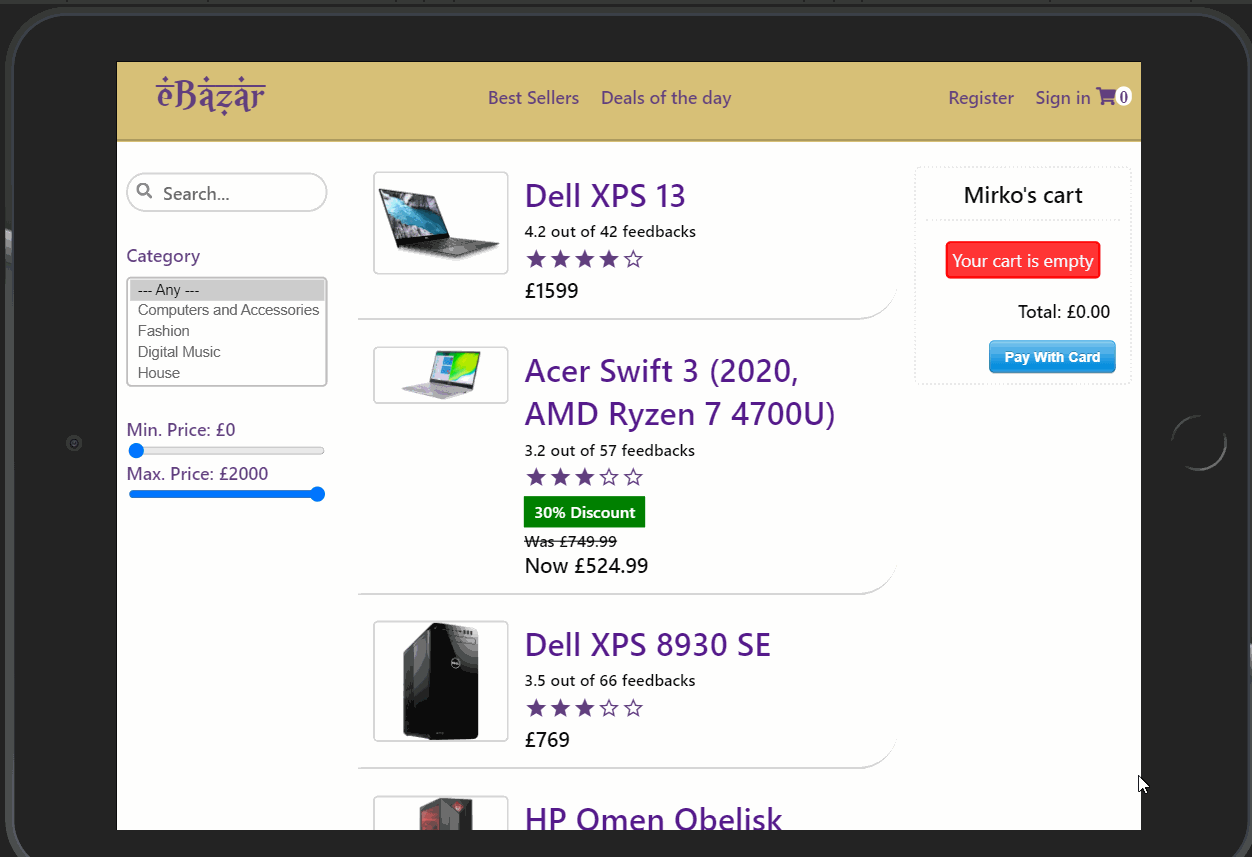 eBazar
Best Sellers
Deals of the day
Register
Sign in
0
Search...
Category
--- Any ---
Computers and Accessories
Fashion
Digital Music
House
Min. Price: £0
Max. Price: £2000
Dell XPS 13
4.2 out of 42 feedbacks
£1599
Acer Swift 3 (2020,
AMD Ryzen 7 4700U)
3.2 out of 57 feedbacks
30% Discount
Was £749.99
Now £524.99
Dell XPS 8930 SE
3.5 out of 66 feedbacks
£769
HP Omen Obelisk
Mirko's cart
Your cart is empty
Total: £0.00
Pay With Card